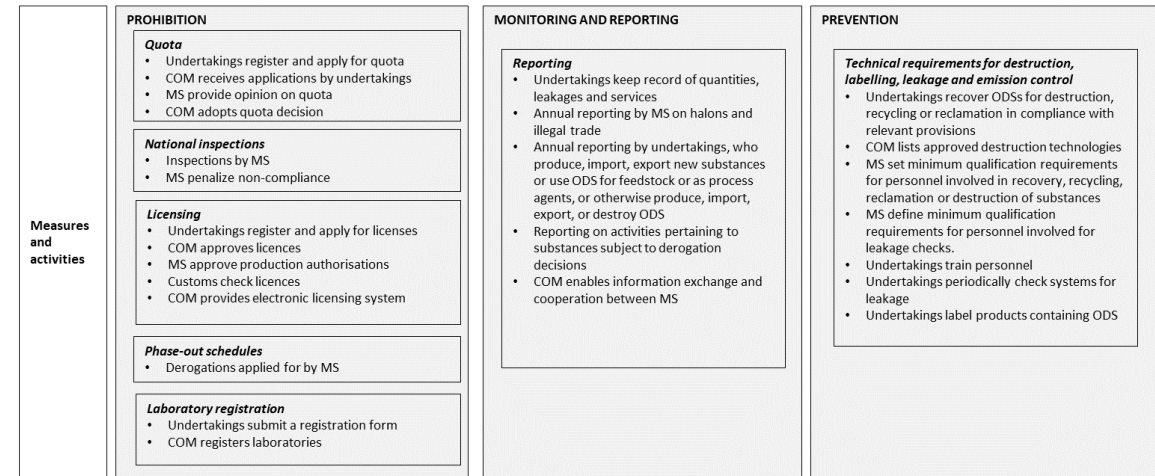 Measures
and
activities
PROHIBITION
Quota
• Undertakings register and apply for quota
• COM receives applications by undertakings
• MS provide opinion on quota
• COM adopts quota decision
National inspections
• Inspections by MS
• MS penalize non-compliance
Licensing
• Undertakings register and apply for licenses
• COM approves licences
• MS approve production authorisations
• Customs check licences
• COM provides electronic licensing system
Phase-out schedules
• Derogations applied for by MS
Laboratory registration
• Undertakings submit a registration form
• COM registers laboratories
MONITORING AND REPORTING
Reporting
• Undertakings keep record of quantities,
leakages and services
• Annual reporting by MS on halons and
illegal trade
• Annual reporting by undertakings, who
produce, import, export new substances
or use ODS for feedstock or as process
agents, or otherwise produce, import,
export, or destroy ODS
• Reporting on activities pertaining to
substances subject to derogation
decisions
• COM enables information exchange and
cooperation between MS
PREVENTION
Technical requirements for destruction,
labelling, leakage and emission control
• Undertakings recover ODSs for destruction,
recycling or reclamation in compliance with
relevant provisions
• COM lists approved destruction technologies
• MS set minimum qualification requirements
for personnel involved in recovery, recycling,
reclamation or destruction of substances
• MS define minimum qualification
requirements for personnel involved for
leakage checks.
• Undertakings train personnel
• Undertakings periodically check systems for
leakage
• Undertakings label products containing ODS